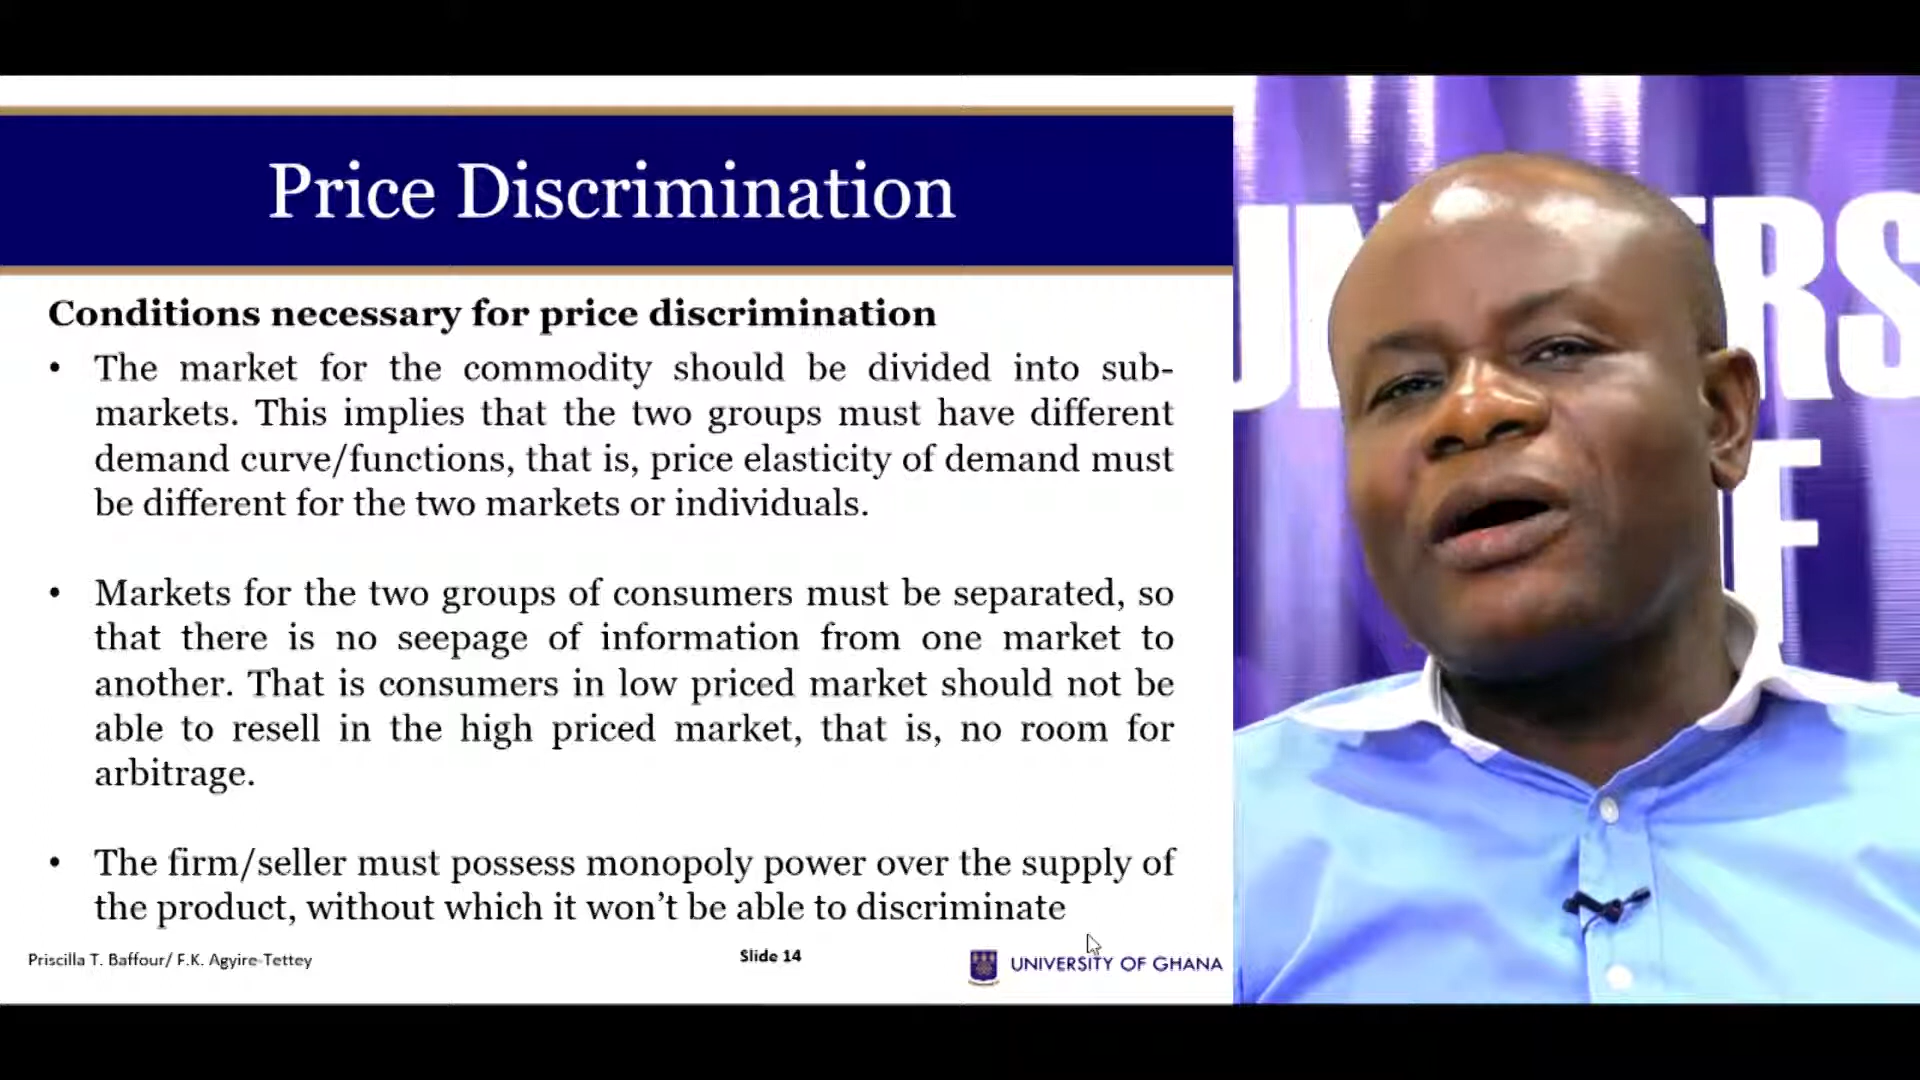 Price Discrimination
Conditions necessary for price discrimination
• The market for the commodity should be divided into sub-
markets. This implies that the two groups must have different
demand curve/functions, that is, price elasticity of demand must
be different for the two markets or individuals.
• Markets for the two groups of consumers must be separated, so
that there is no seepage of information from one market to
another. That is consumers in low priced market should not be
able to resell in the high priced market, that is, no room for
arbitrage.
• The firm/seller must possess monopoly power over the supply of
the product, without which it won't be able to discriminate
Priscilla T. Baffour/ F.K. Agyire-Tettey
Slide 14
UNIVERSITY OF GHANA